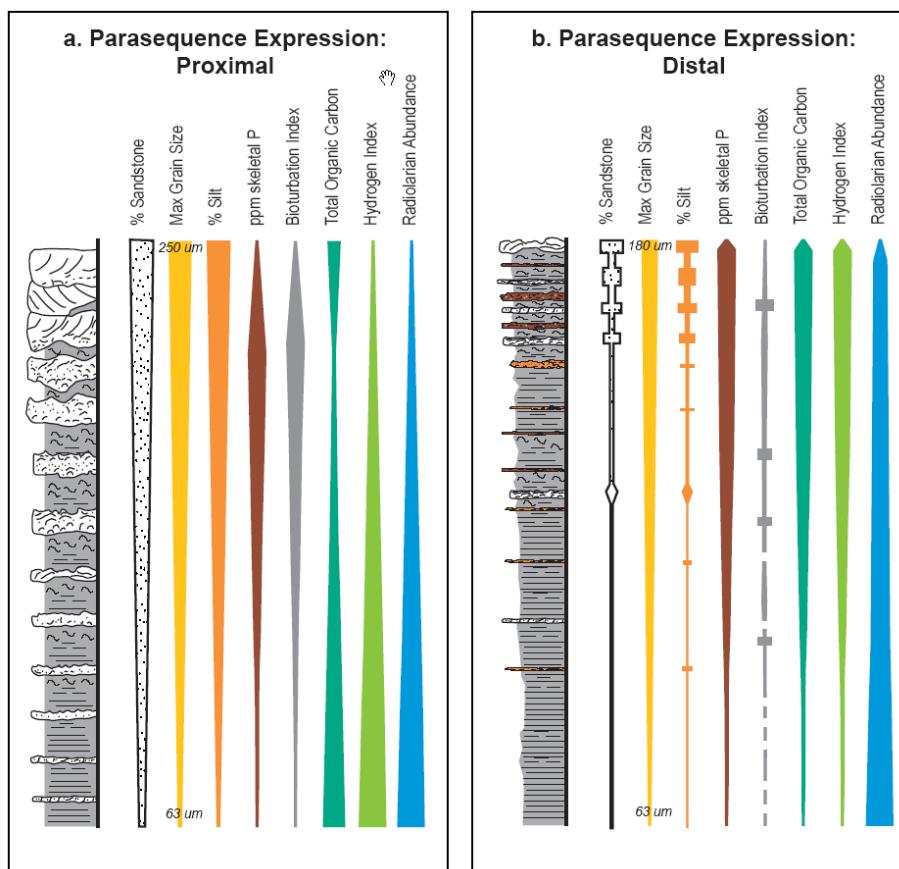 a. Parasequence Expression:
Proximal
% Sandstone
Max Grain Size
% Silt
ppm skeletal P
Bioturbation Index
Total Organic Carbon
Hydrogen Index
Radiolarian Abundance
250 um
63 um
b. Parasequence Expression:
Distal
% Sandstone
Max Grain Size
% Silt
ppm skeletal P
Bioturbation Index
Total Organic Carbon
Hydrogen Index
Radiolarian Abundance
180 um
63 um